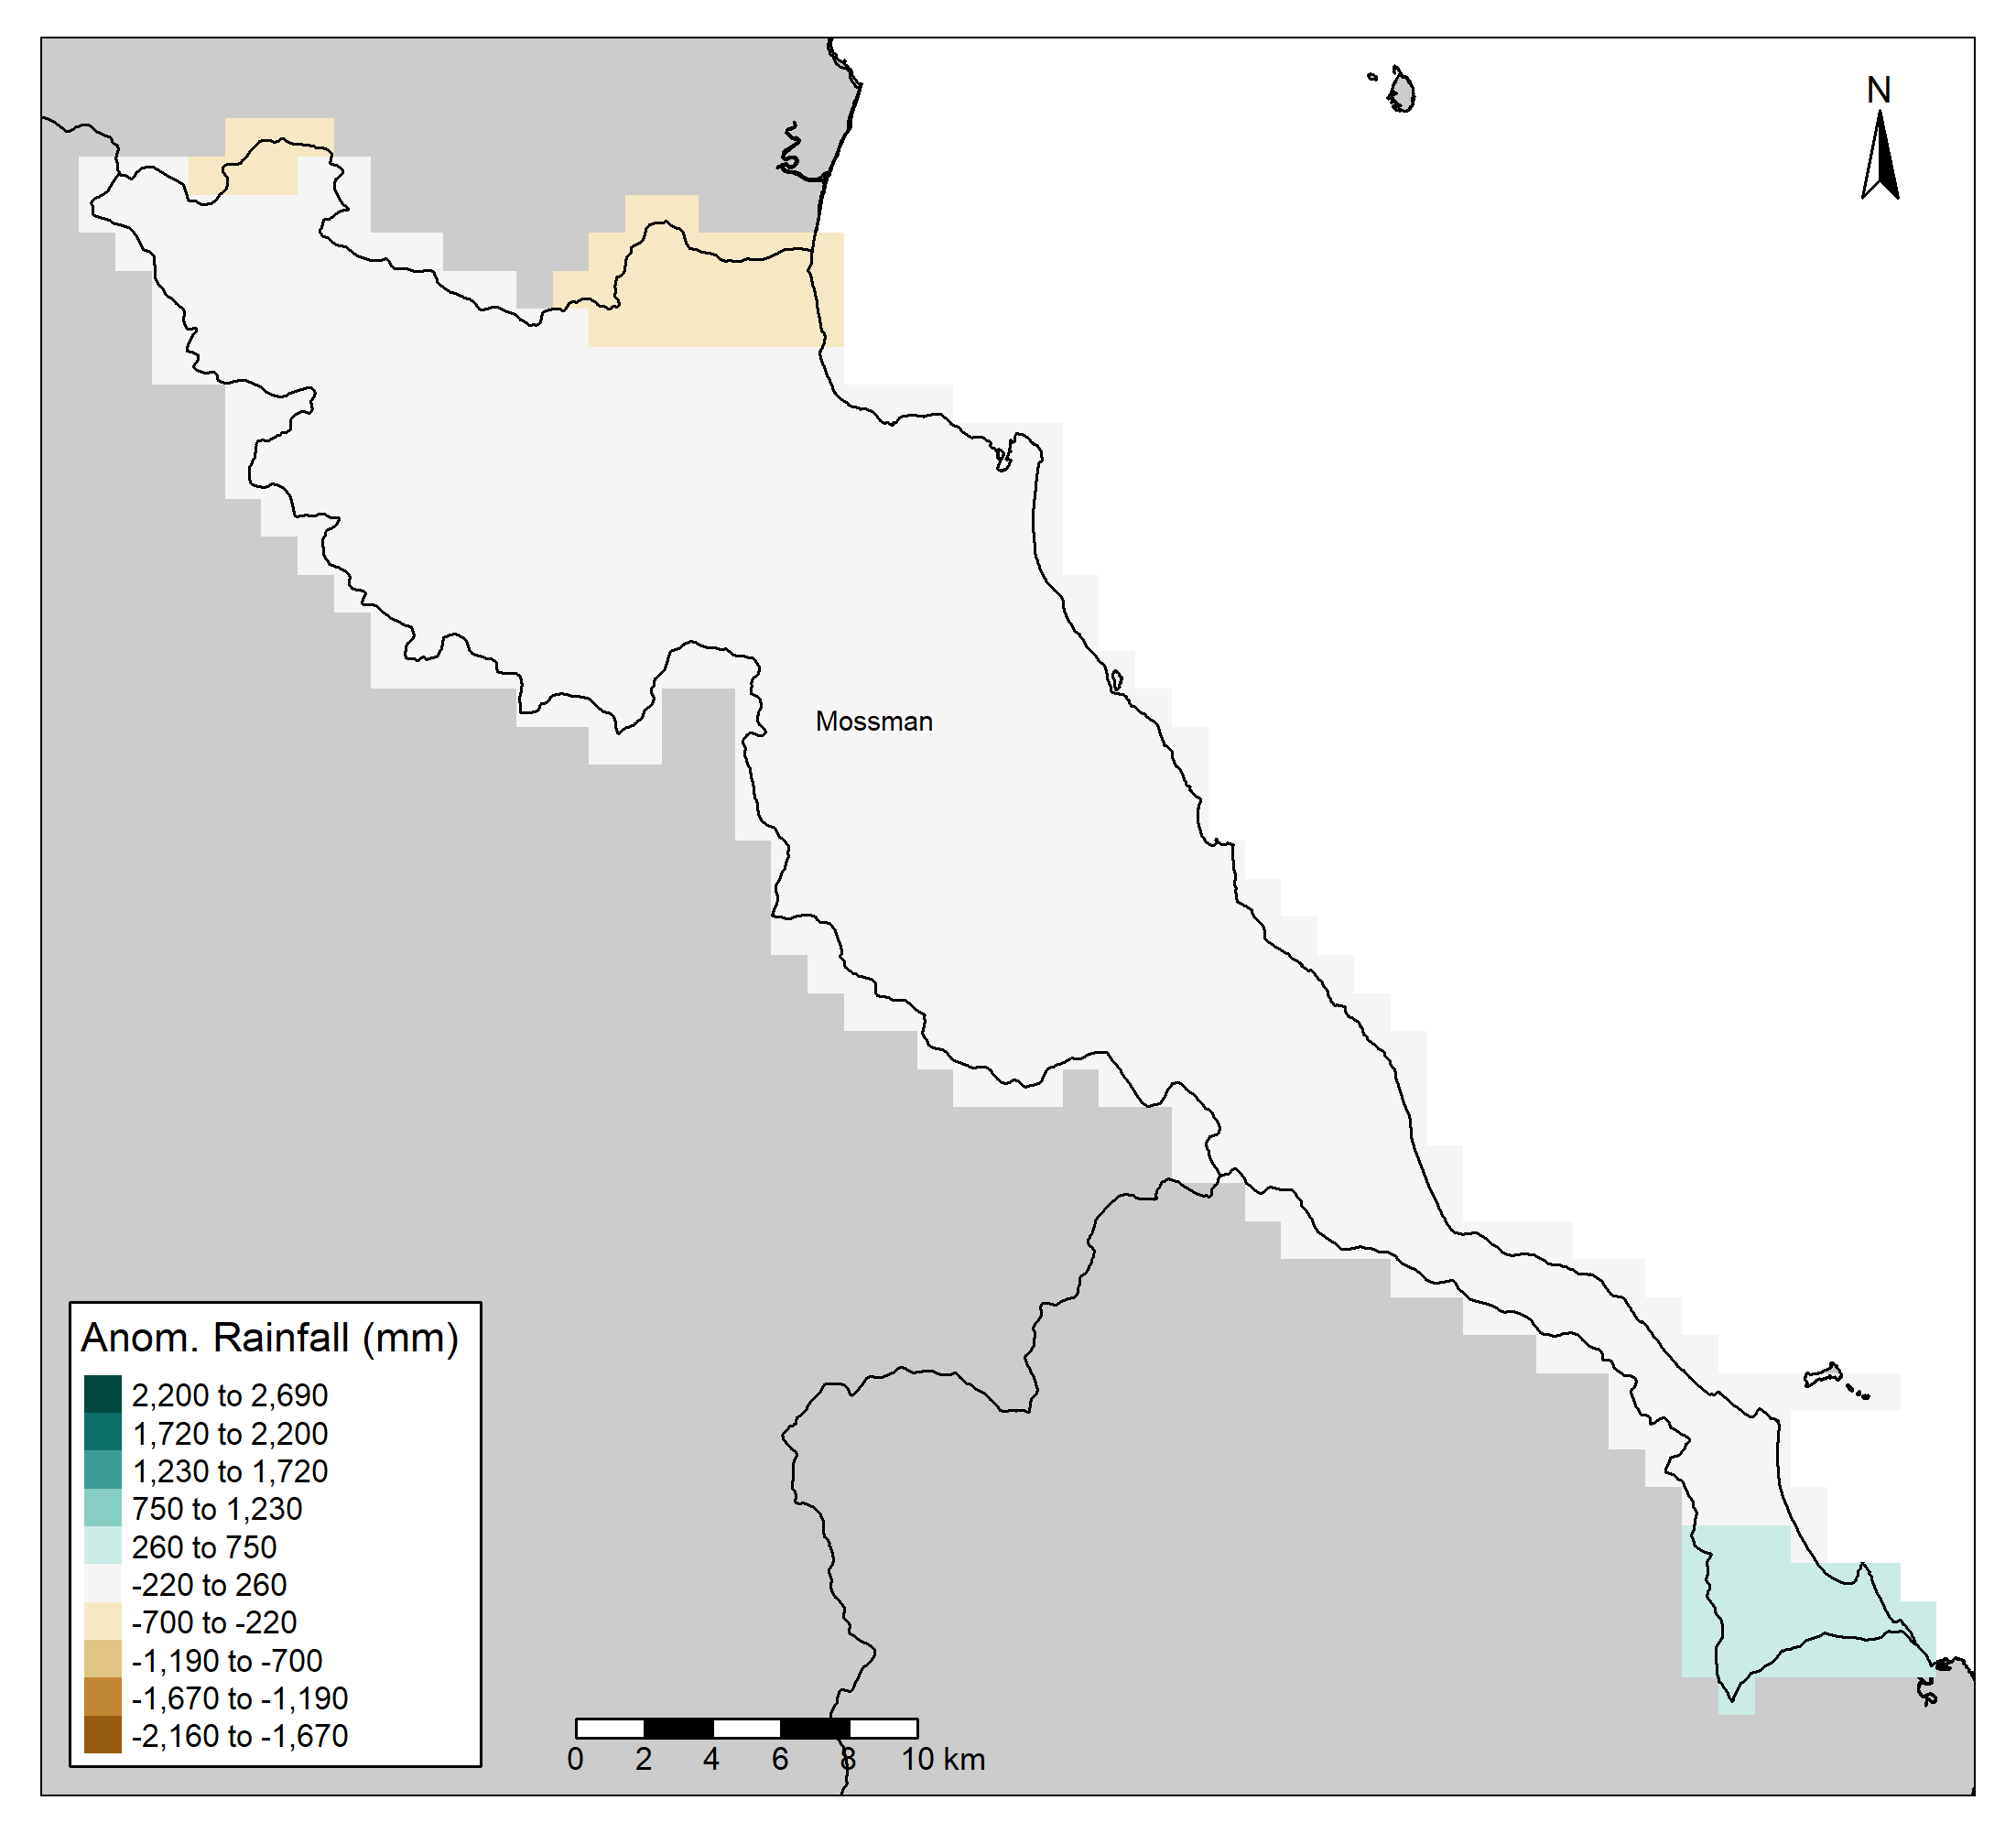 N
Mossman
Anom. Rainfall (mm)
2,200 to 2,690
1,720 to 2,200
1,230 to 1,720
750 to 1,230
260 to 750
-220 to 260
-700 to -220
-1,190 to -700
-1,670 to -1,190
-2,160 to -1,670
0 2 4 6 8 10 km